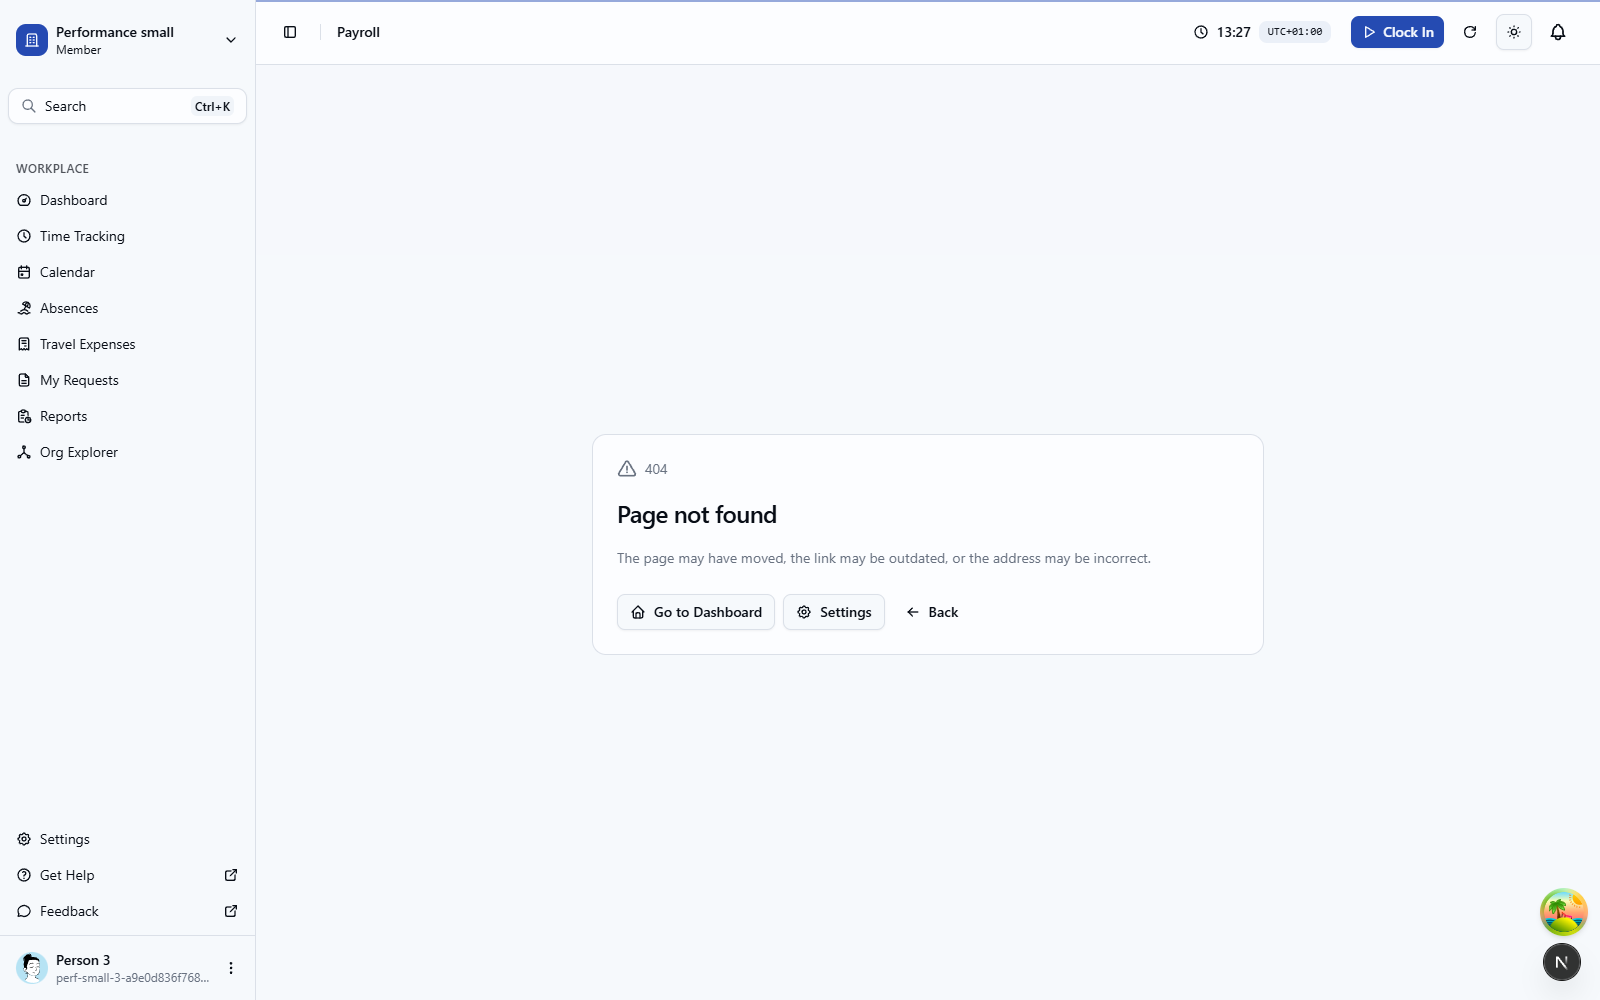 Performance small
Member
Search
Ctrl+K
WORKPLACE
Dashboard
Time Tracking
Calendar
Absences
Travel Expenses
My Requests
Reports
Org Explorer
Settings
Get Help
Feedback
Person 3
perf-small-3-a9e0d836f768...
Payroll
13:27
UTC+01:00
Clock In
404
Page not found
The page may have moved, the link may be outdated, or the address may be incorrect.
Go to Dashboard
Settings
Back
N